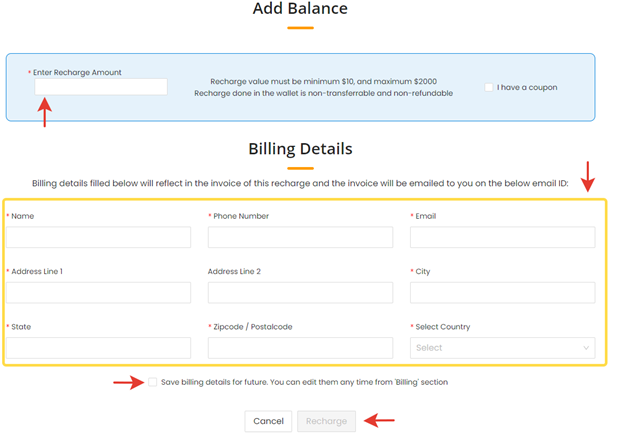 Add Balance
* Enter Recharge Amount
Recharge value must be minimum $10, and maximum $2000
Recharge done in the wallet is non-transferrable and non-refundable
I have a coupon
Billing Details
Billing details filled below will reflect in the invoice of this recharge and the invoice will be emailed to you on the below email ID:
* Name
* Phone Number
* Email
* Address Line 1
Address Line 2
* City
* State
* Zipcode / Postalcode
* Select Country
Select
Save billing details for future. You can edit them any time from 'Billing' section
Cancel
Recharge